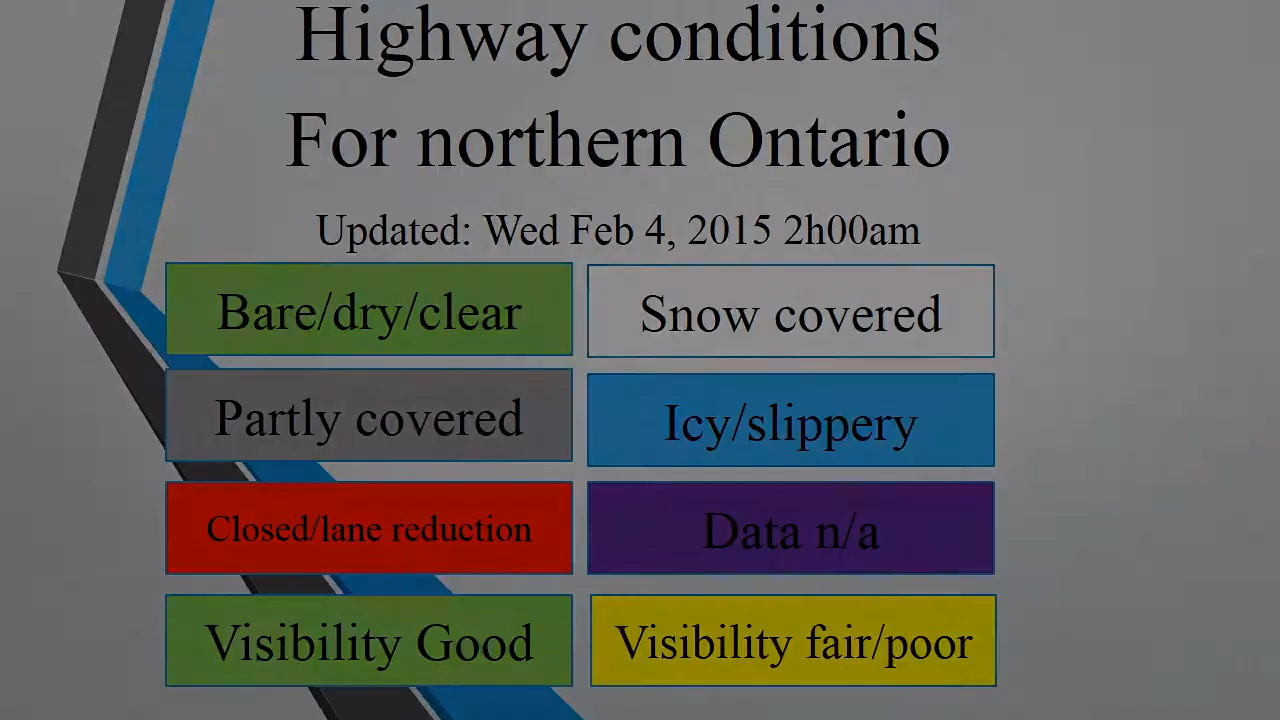 Highway conditions
For northern Ontario
Updated: Wed Feb 4, 2015 2h00am
Bare/dry/clear
Snow covered
Partly covered
Icy/slippery
Closed/lane reduction
Data n/a
Visibility Good
Visibility fair/poor